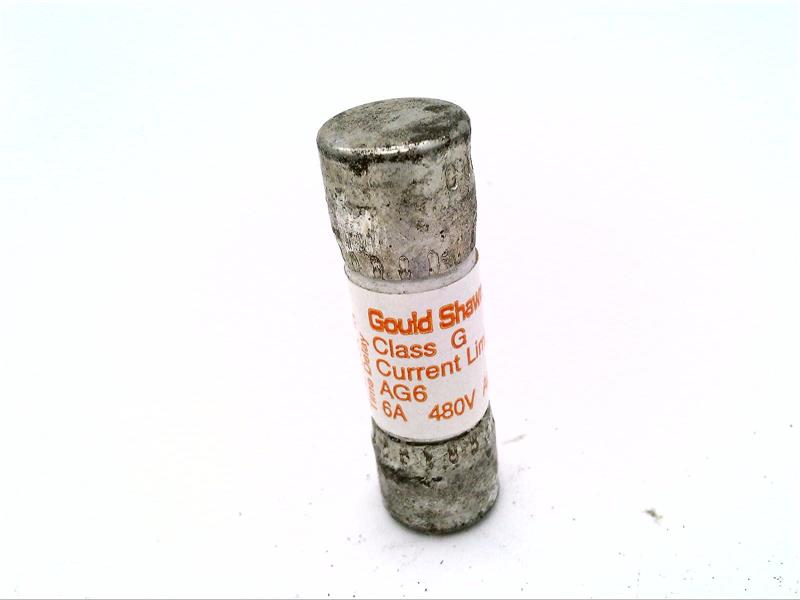 Gould Shaw
Class G
Current Lim
AG6
6A 480V A
Time Delay